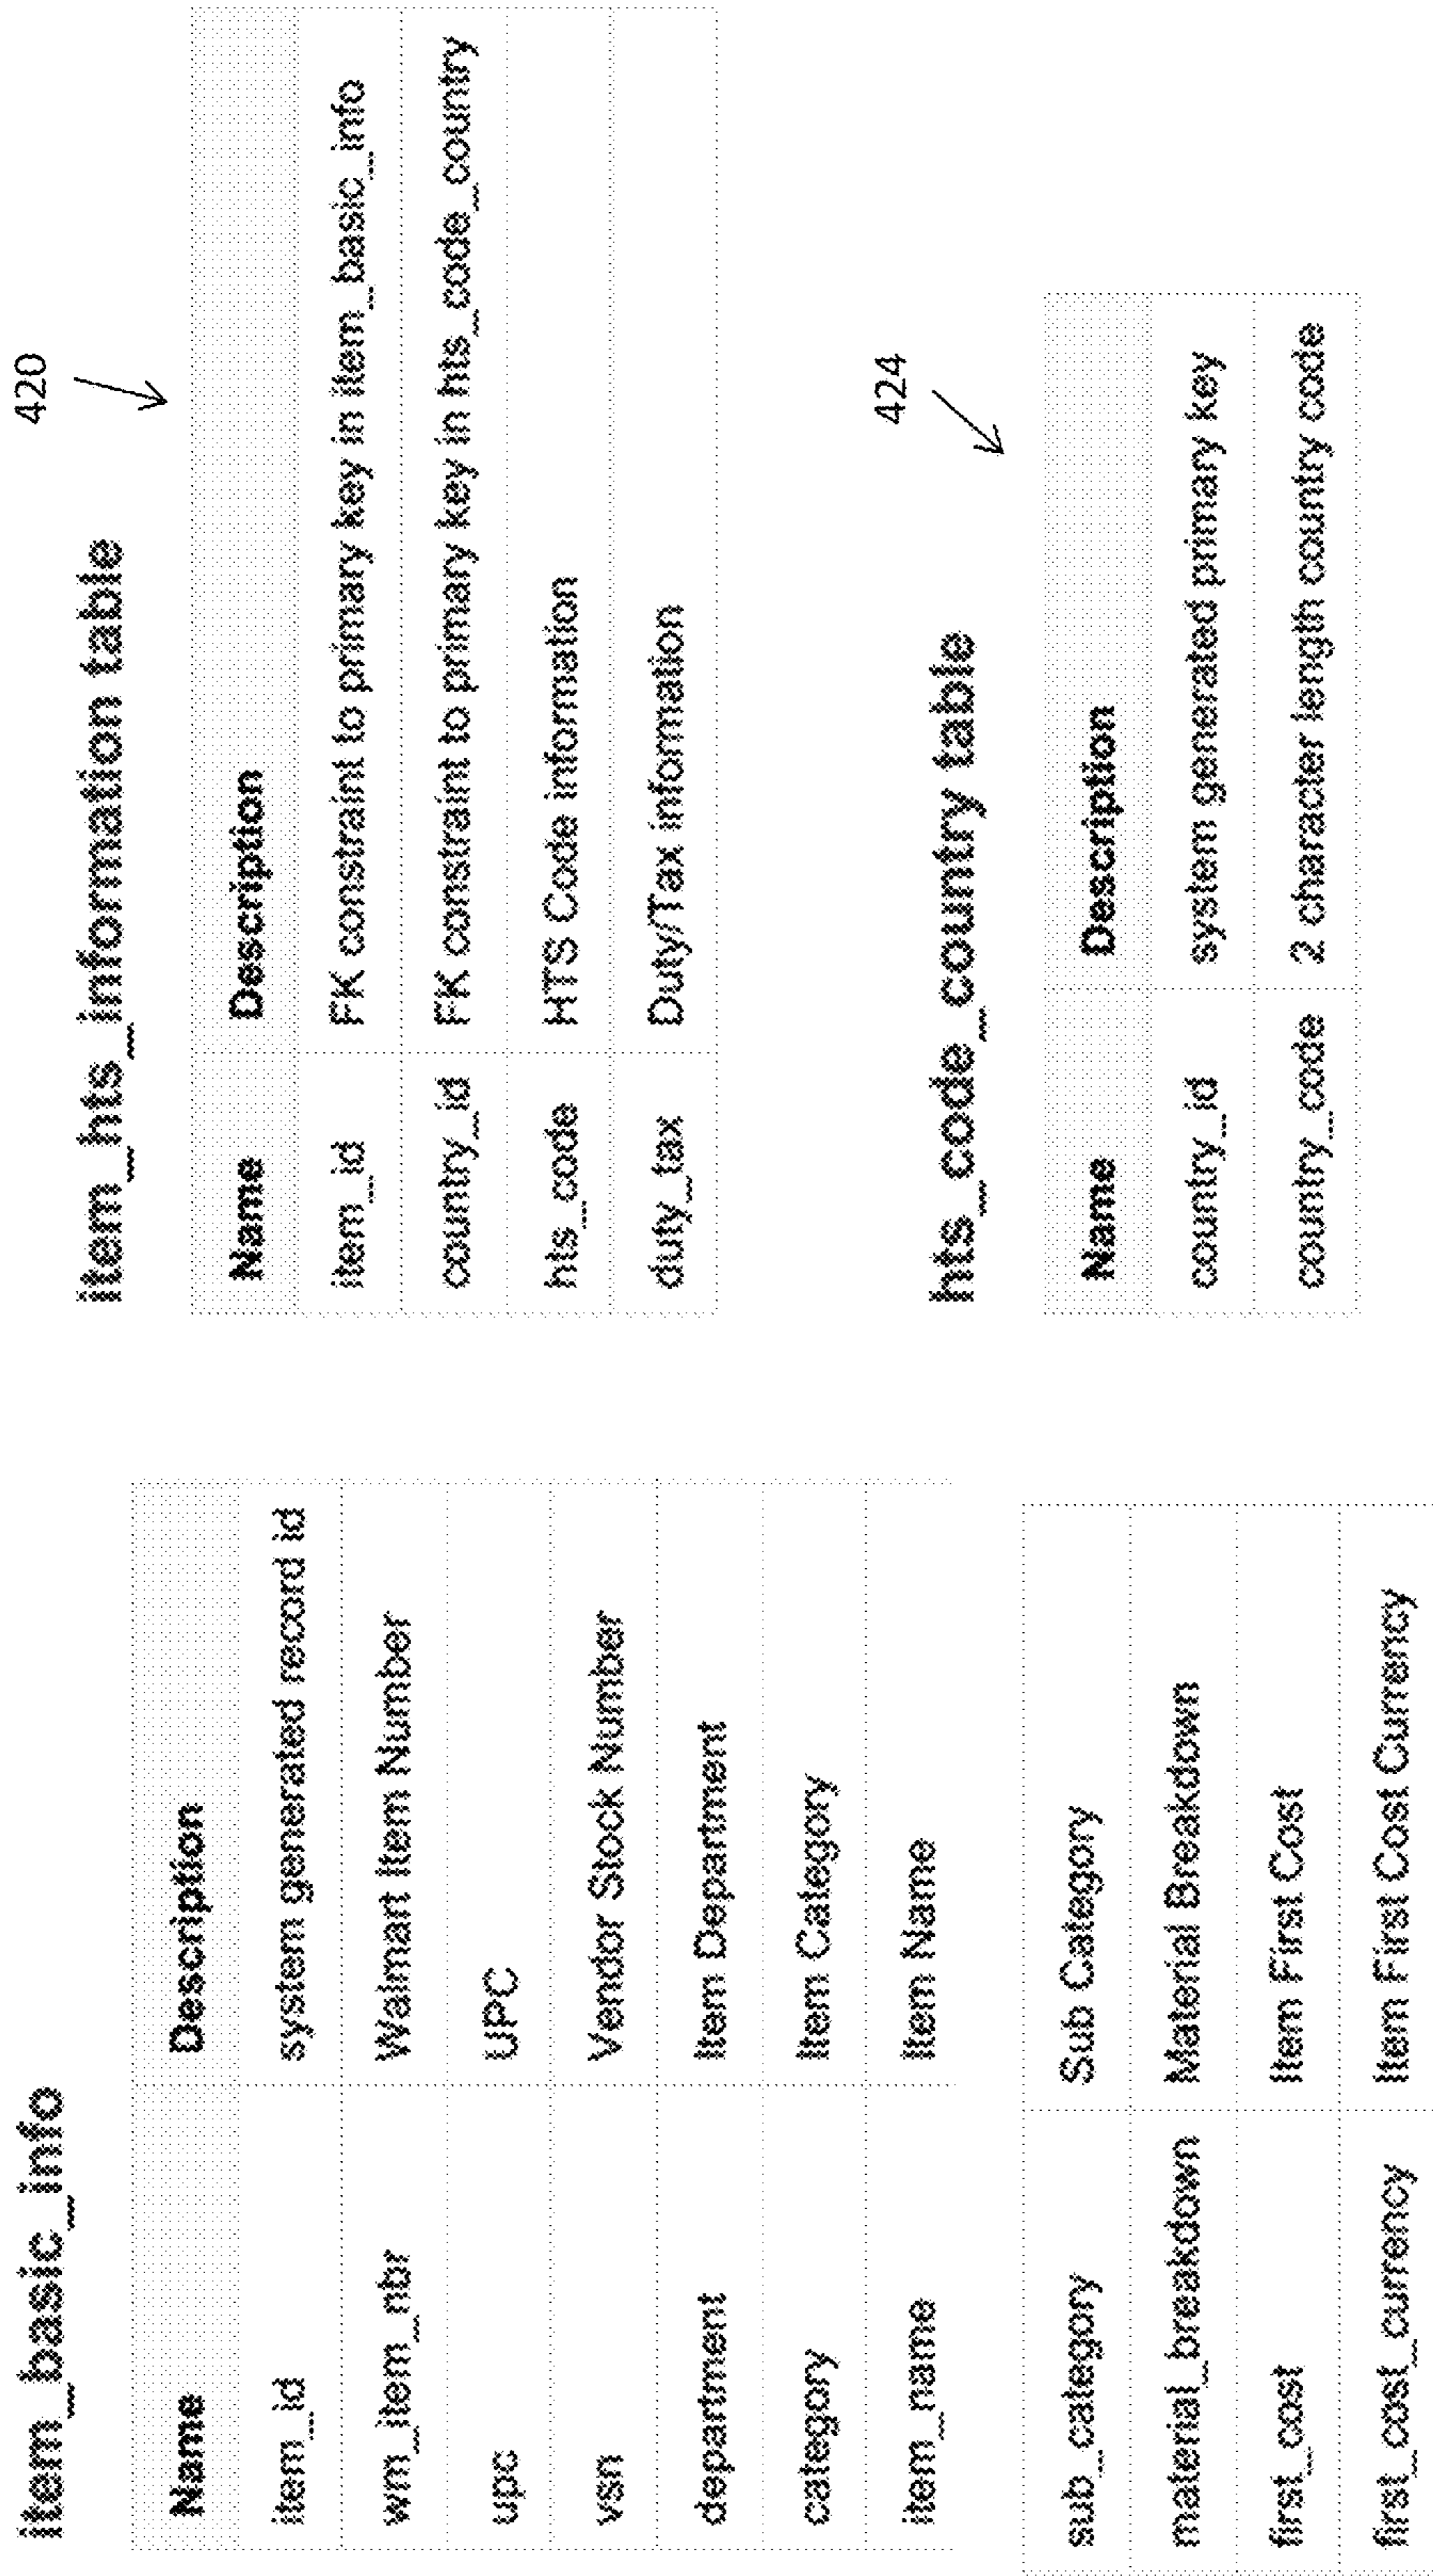 item_basic_info
Name Description
item_id system generated record id
wm_item_nbr Walmart Item Number
upc UPC
vsn Vendor Stock Number
department Item Department
category Item Category
item_name Item Name
sub_category Sub Category
material_breakdown Material Breakdown
first_cost Item First Cost
first_cost_currency Item First Cost Currency
420
item_hts_information table
Name Description
item_id FK constraint to primary key in item_basic_info
country_id FK constraint to primary key in hts_code_country
hts_code HTS Code information
duty_tax Duty/Tax information
424
hts_code_country table
Name Description
country_id system generated primary key
country_code 2 character length country code